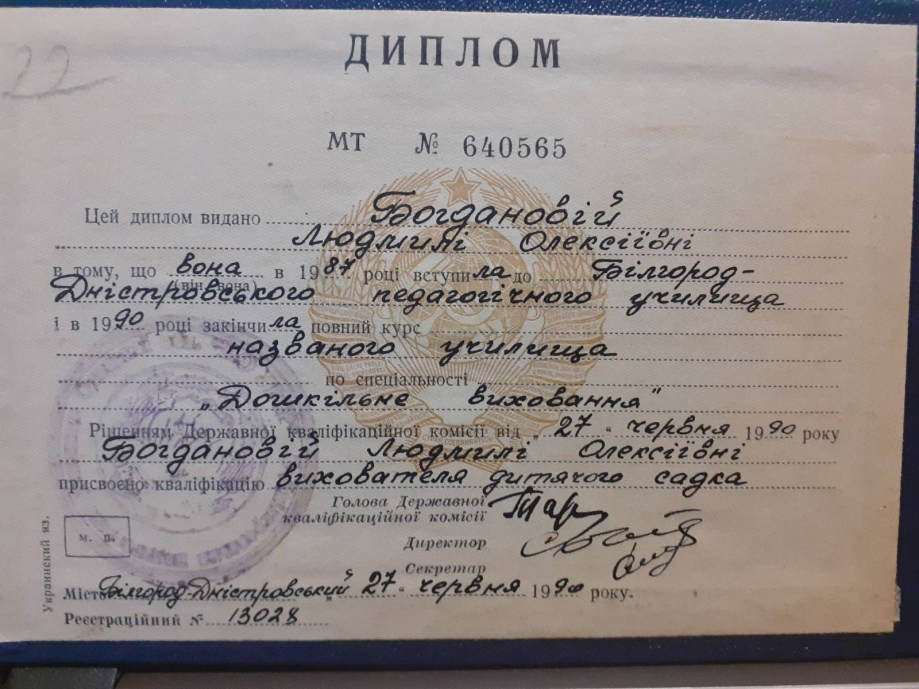 22
ДИПЛОМ
МТ № 640565
Цей диплом видано Богдановій
Людмилі Олексіївні
в тому, що вона в 1987 році вступила до Білгород-
(він, вона)
Дністровського педагогічного училища
і в 1990 році закінчила повний курс
названого училища
по спеціальності
„Дошкільне виховання"
Рішенням Державної кваліфікаційної комісії від „27" червня 1990 року
Богдановій Людмилі Олексіївні
присвоєно кваліфікацію вихователя дитячого садка
Голова Державної
кваліфікаційної комісії
Директор
Секретар
м. п.
Украинский яз.
Місто Білгород-Дністровський „27" червня 1990 року.
Реєстраційний № 13028